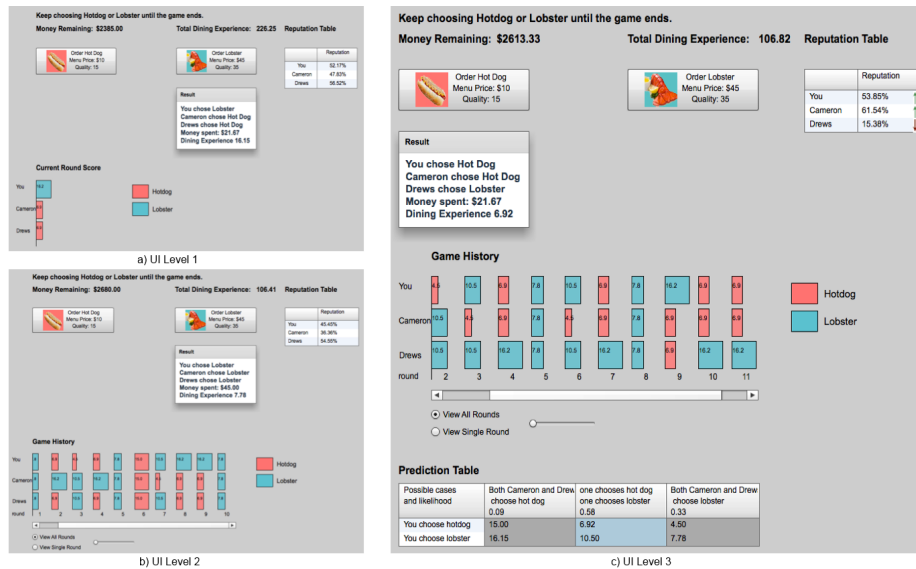 Keep choosing Hotdog or Lobster until the game ends.
Money Remaining: $2385.00 Total Dining Experience: 226.25 Reputation Table
Order Hot Dog
Menu Price: $10
Quality: 15
Order Lobster
Menu Price: $45
Quality: 35
Reputation
You 52.17%
Cameron 47.83%
Drews 56.52%
Result
You chose Lobster
Cameron chose Hot Dog
Drews chose Hot Dog
Money spent: $21.67
Dining Experience 16.15
Current Round Score
You 16.2
Cameron
Drews
Hotdog
Lobster
a) UI Level 1
Keep choosing Hotdog or Lobster until the game ends.
Money Remaining: $2680.00 Total Dining Experience: 106.41 Reputation Table
Order Hot Dog
Menu Price: $10
Quality: 15
Order Lobster
Menu Price: $45
Quality: 35
Reputation
You 45.45%
Cameron 36.36%
Drews 54.55%
Result
You chose Lobster
Cameron chose Lobster
Drews chose Lobster
Money spent: $45.00
Dining Experience 7.78
Game History
You
Cameron
Drews
round 1 2 3 4 5 6 7 8 9 10
Hotdog
Lobster
View All Rounds
View Single Round
b) UI Level 2
Keep choosing Hotdog or Lobster until the game ends.
Money Remaining: $2613.33 Total Dining Experience: 106.82 Reputation Table
Order Hot Dog
Menu Price: $10
Quality: 15
Order Lobster
Menu Price: $45
Quality: 35
Reputation
You 53.85%
Cameron 61.54%
Drews 15.38%
Result
You chose Hot Dog
Cameron chose Hot Dog
Drews chose Lobster
Money spent: $21.67
Dining Experience 6.92
Game History
You 4.5 10.5 6.9 7.8 10.5 6.9 7.8 16.2 6.9 6.9
Cameron 10.5 4.5 6.9 7.8 4.5 6.9 7.8 6.9 6.9 6.9
Drews 10.5 10.5 16.2 7.8 10.5 16.2 7.8 6.9 16.2 16.2
round 2 3 4 5 6 7 8 9 10 11
Hotdog
Lobster
View All Rounds
View Single Round
Prediction Table
Possible cases and likelihood
Both Cameron and Drew choose hot dog 0.09
one chooses hot dog one chooses lobster 0.58
Both Cameron and Drew choose lobster 0.33
You choose hotdog 15.00 6.92 4.50
You choose lobster 16.15 10.50 7.78
c) UI Level 3